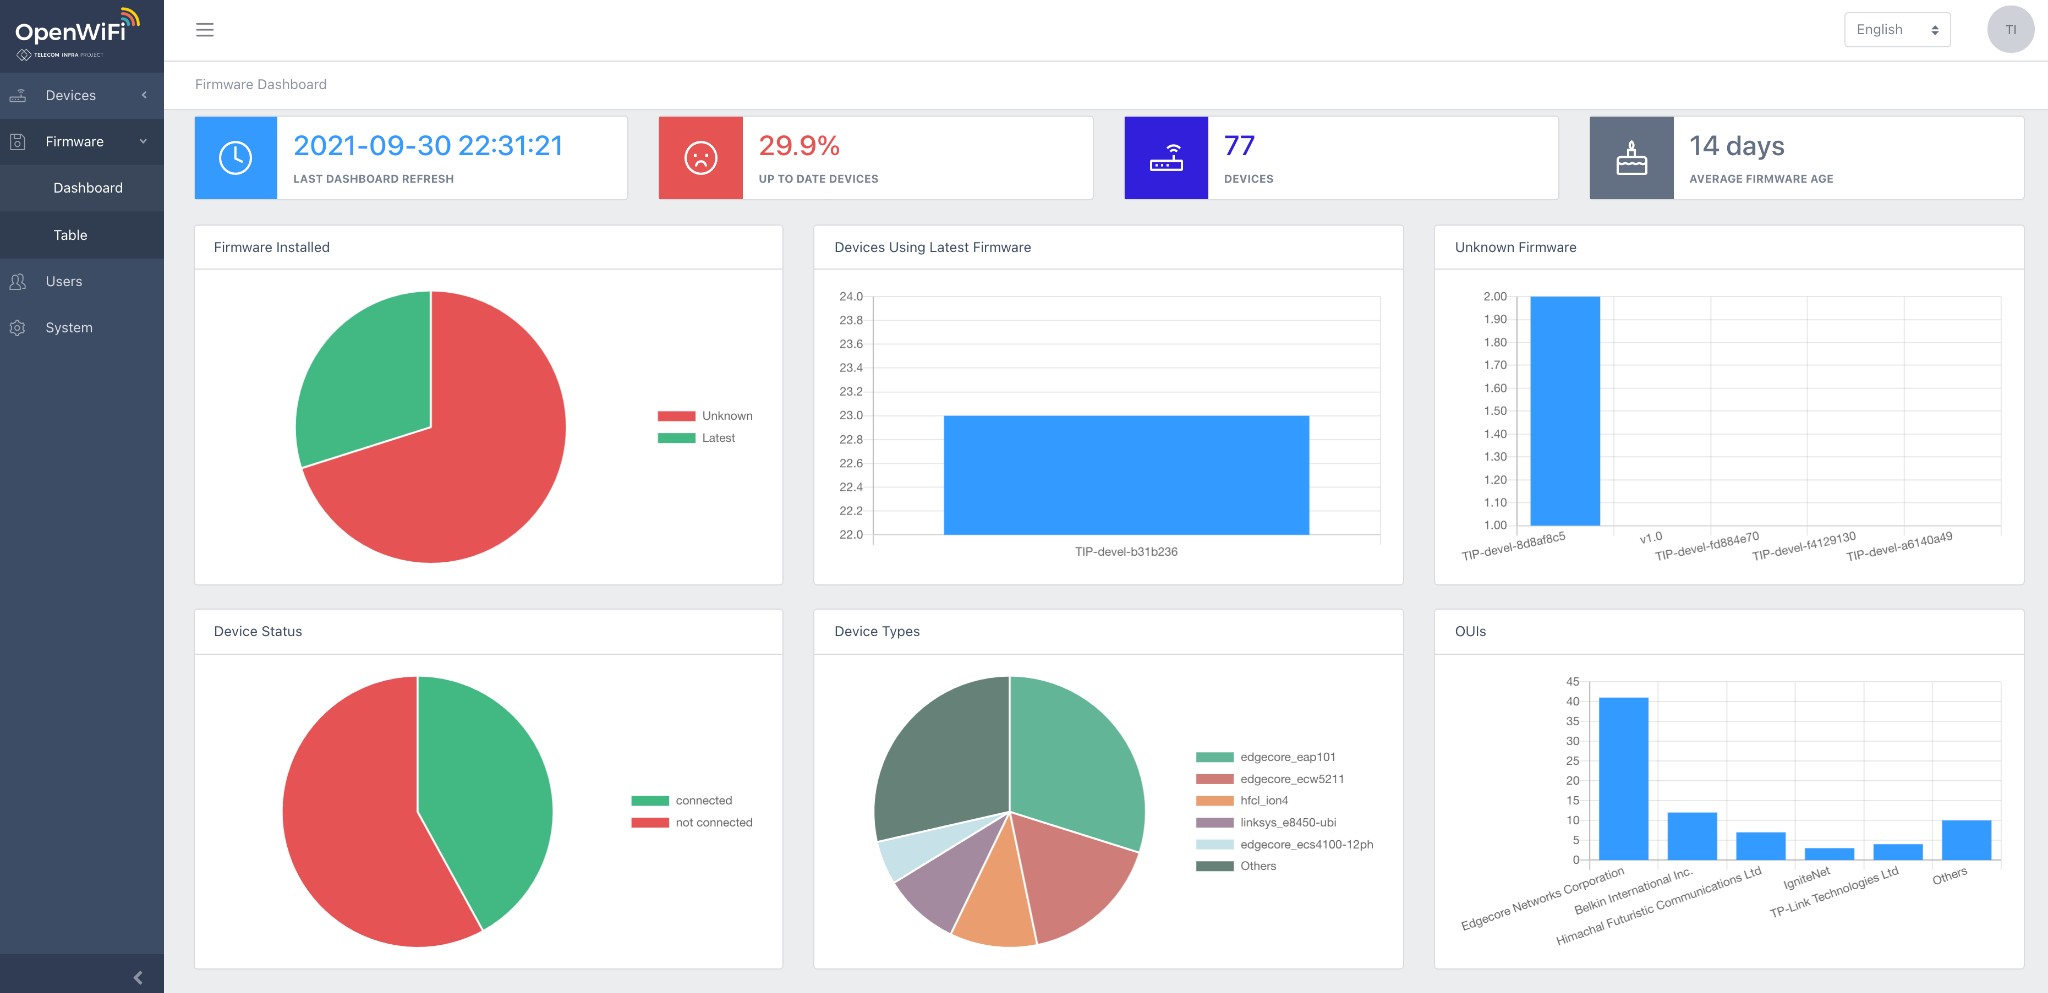 OpenWiFi
TELECOM INFRA PROJECT
English
TI
Devices
Firmware
Dashboard
Table
Users
System
Firmware Dashboard
2021-09-30 22:31:21
LAST DASHBOARD REFRESH
29.9%
UP TO DATE DEVICES
77
DEVICES
14 days
AVERAGE FIRMWARE AGE
Firmware Installed
Unknown
Latest
Devices Using Latest Firmware
24.0
23.8
23.6
23.4
23.2
23.0
22.8
22.6
22.4
22.2
22.0
TIP-devel-b31b236
Unknown Firmware
2.00
1.90
1.80
1.70
1.60
1.50
1.40
1.30
1.20
1.10
1.00
TIP-devel-8d8af8c5
v1.0
TIP-devel-fd884e70
TIP-devel-f4129130
TIP-devel-a6140a49
Device Status
connected
not connected
Device Types
edgecore_eap101
edgecore_ecw5211
hfcl_ion4
linksys_e8450-ubi
edgecore_ecs4100-12ph
Others
OUIs
45
40
35
30
25
20
15
10
5
0
Edgecore Networks Corporation
Belkin International Inc.
Himachal Futuristic Communications Ltd
IgniteNet
TP-Link Technologies Ltd
Others